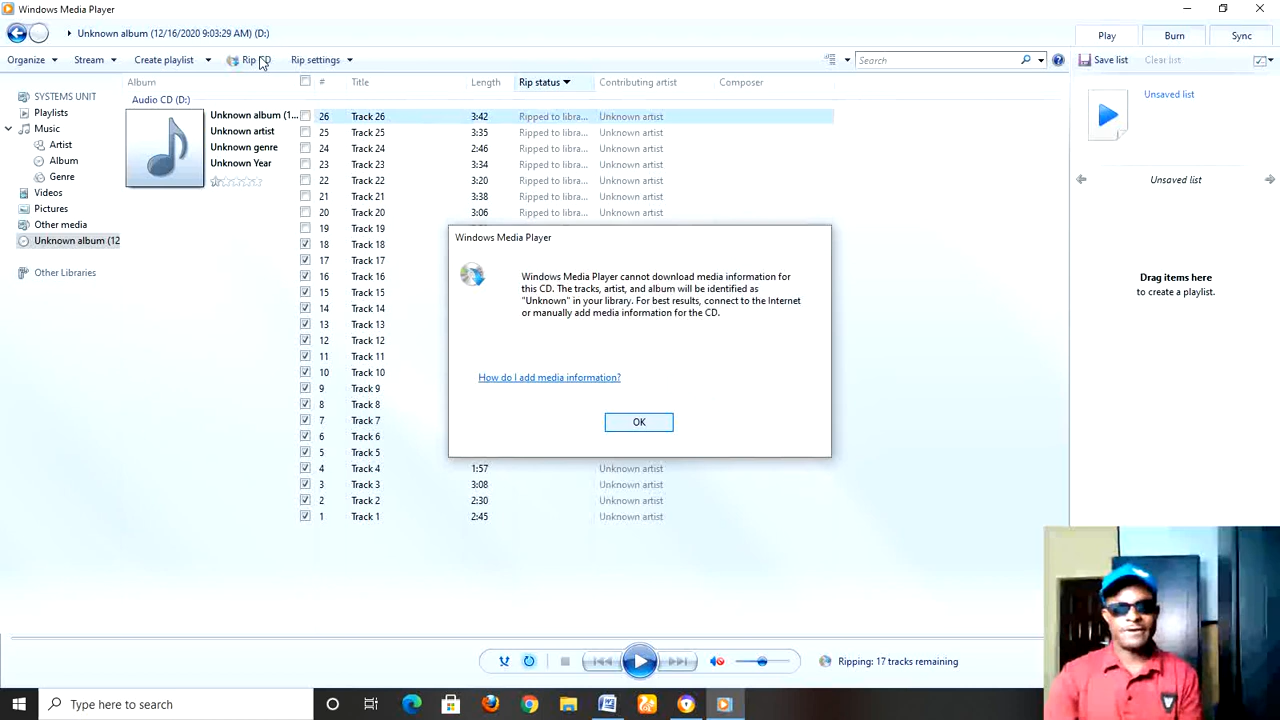 Windows Media Player
Unknown album (12/16/2020 9:03:29 AM) (D:)
Play
Burn
Sync
Organize
Stream
Create playlist
Rip CD
Rip settings
Search
Save list
Clear list
Album
#
Title
Length
Rip status
Contributing artist
Composer
SYSTEMS UNIT
Playlists
Music
Artist
Album
Genre
Videos
Pictures
Other media
Unknown album (12
Other Libraries
Audio CD (D:)
Unknown album (1...
Unknown artist
Unknown genre
Unknown Year
26 Track 26 3:42 Ripped to libra... Unknown artist
25 Track 25 3:35 Ripped to libra... Unknown artist
24 Track 24 2:46 Ripped to libra... Unknown artist
23 Track 23 3:34 Ripped to libra... Unknown artist
22 Track 22 3:20 Ripped to libra... Unknown artist
21 Track 21 3:38 Ripped to libra... Unknown artist
20 Track 20 3:06 Ripped to libra... Unknown artist
19 Track 19
18 Track 18
17 Track 17
16 Track 16
15 Track 15
14 Track 14
13 Track 13
12 Track 12
11 Track 11
10 Track 10
9 Track 9
8 Track 8
7 Track 7
6 Track 6
5 Track 5
4 Track 4 1:57 Unknown artist
3 Track 3 3:08 Unknown artist
2 Track 2 2:30 Unknown artist
1 Track 1 2:45 Unknown artist
Windows Media Player
Windows Media Player cannot download media information for
this CD. The tracks, artist, and album will be identified as
"Unknown" in your library. For best results, connect to the Internet
or manually add media information for the CD.
How do I add media information?
OK
Unsaved list
Unsaved list
Drag items here
to create a playlist.
Ripping: 17 tracks remaining
Type here to search